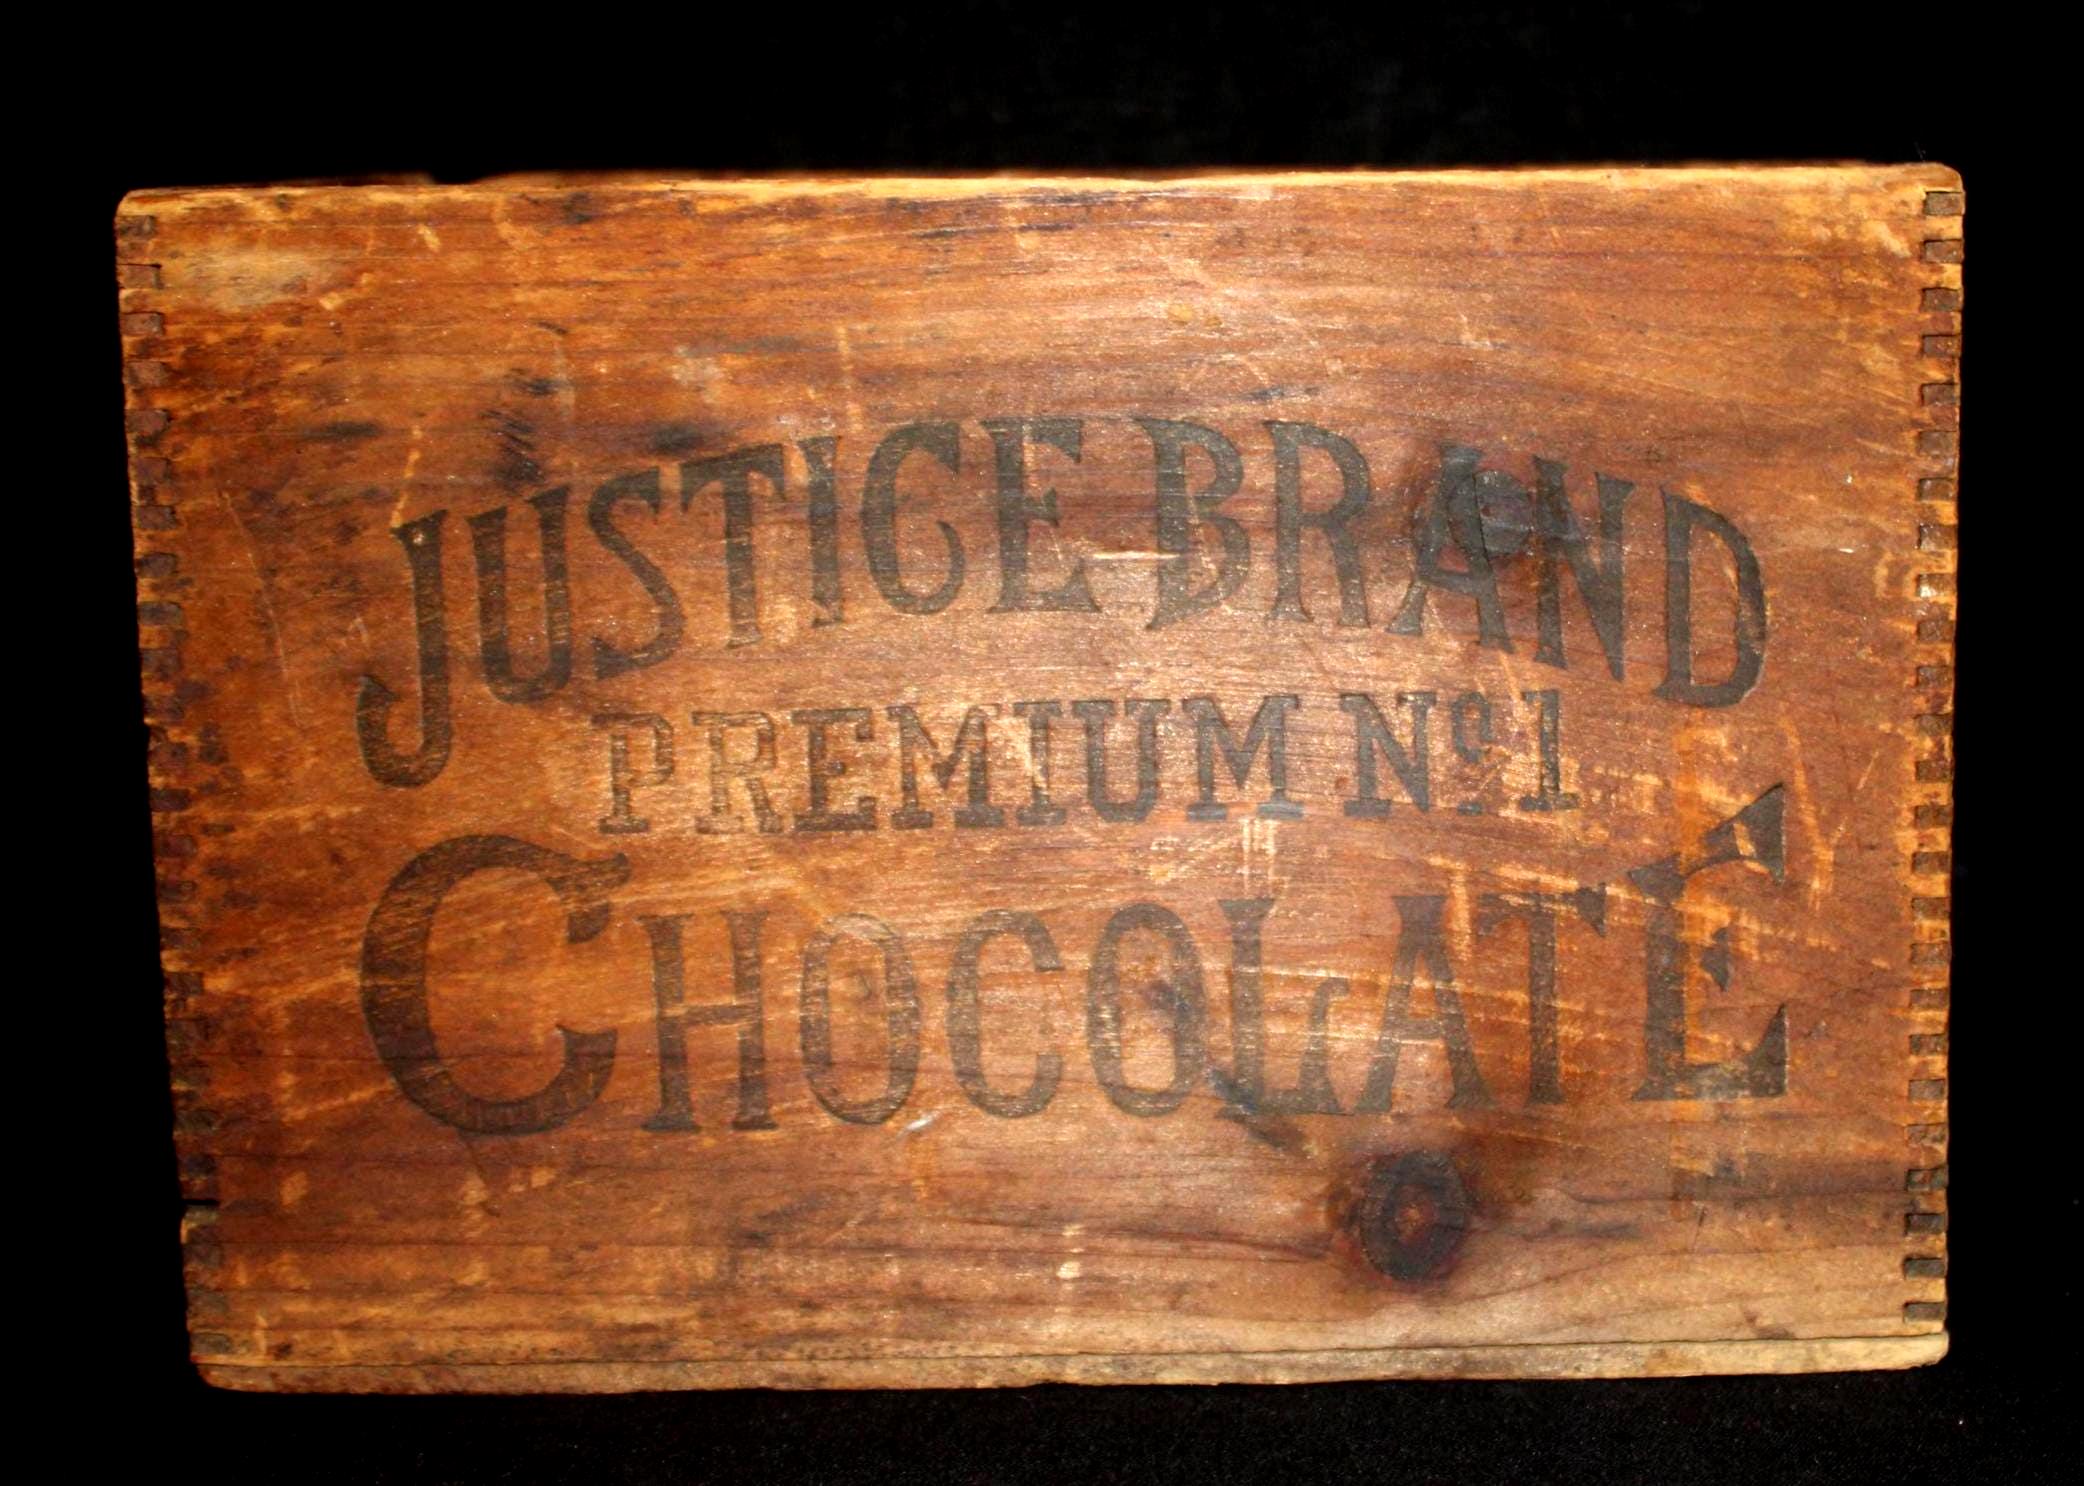 JUSTICE BRAND
PREMIUM No. 1
CHOCOLATE